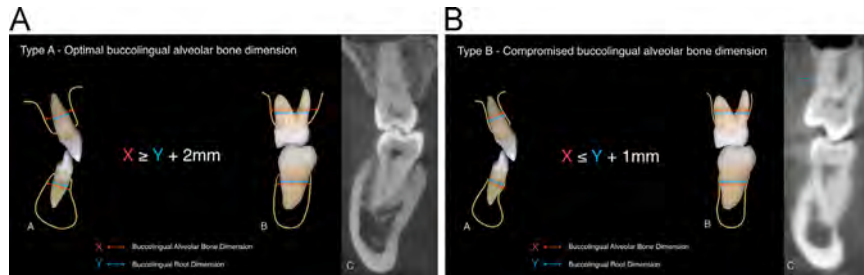 A
Type A - Optimal buccolingual alveolar bone dimension
X ≥ Y + 2mm
A
B
C
X Buccolingual Alveolar Bone Dimension
Y Buccolingual Root Dimension
B
Type B - Compromised buccolingual alveolar bone dimension
X ≤ Y + 1mm
A
B
C
X Buccolingual Alveolar Bone Dimension
Y Buccolingual Root Dimension